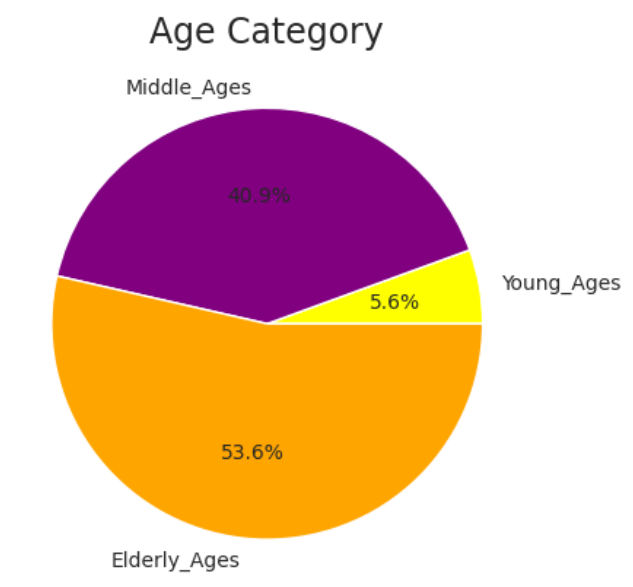 Age Category
Middle_Ages
40.9%
Young_Ages
5.6%
53.6%
Elderly_Ages